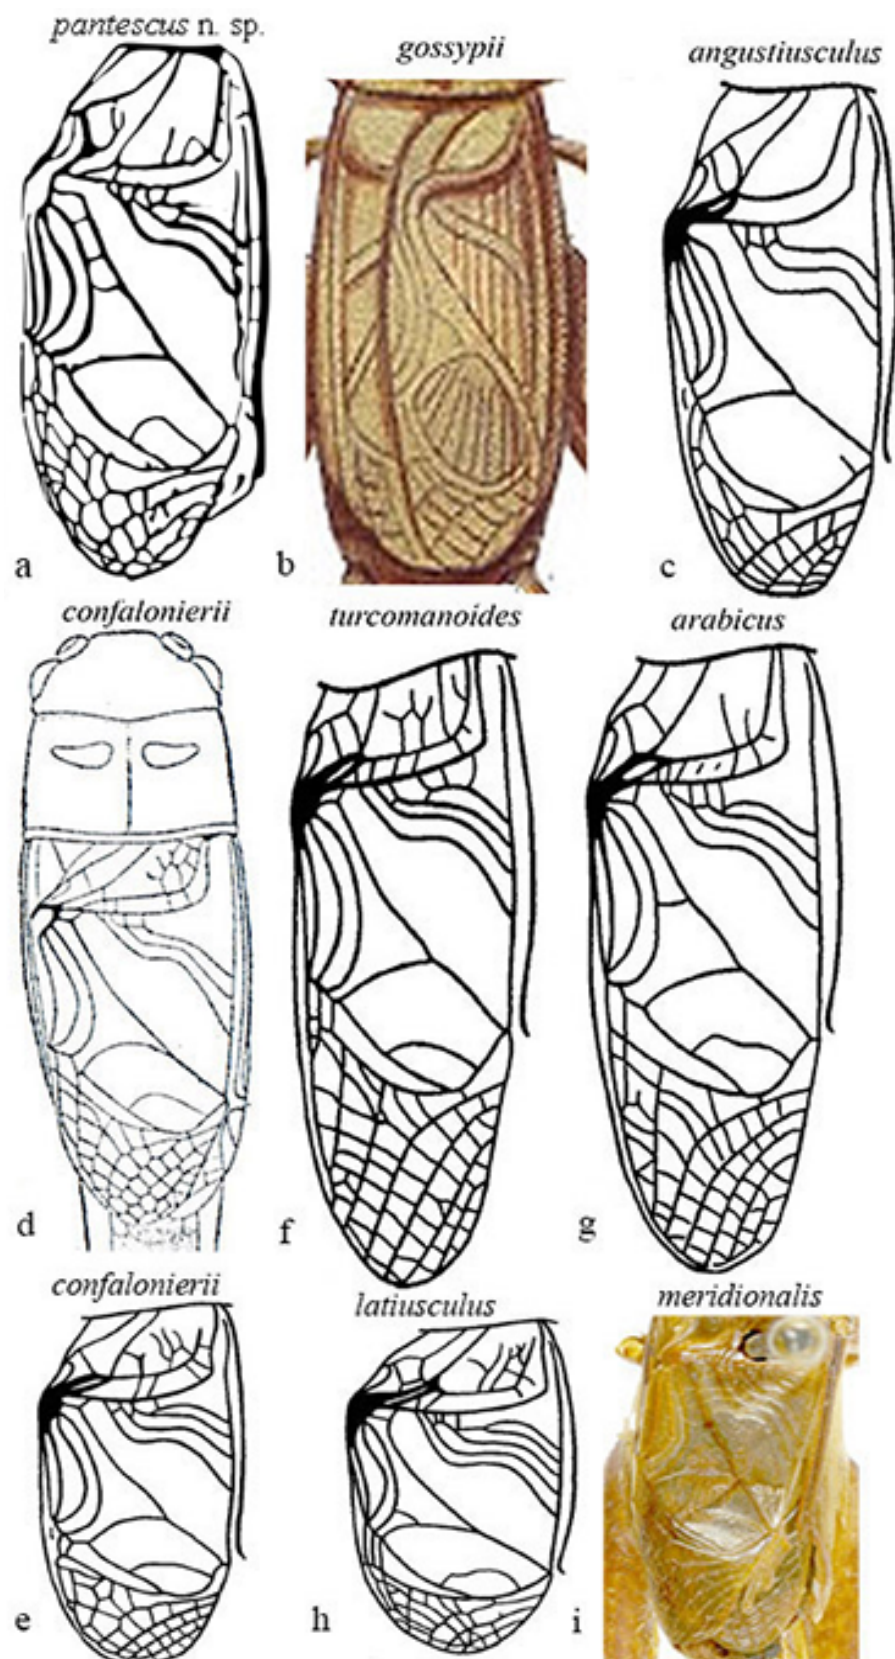 pantescus n. sp.
gossypii
angustiusculus
a
b
c
confalonierii
turcomanoides
arabicus
d
f
g
confalonierii
latiusculus
meridionalis
e
h
i